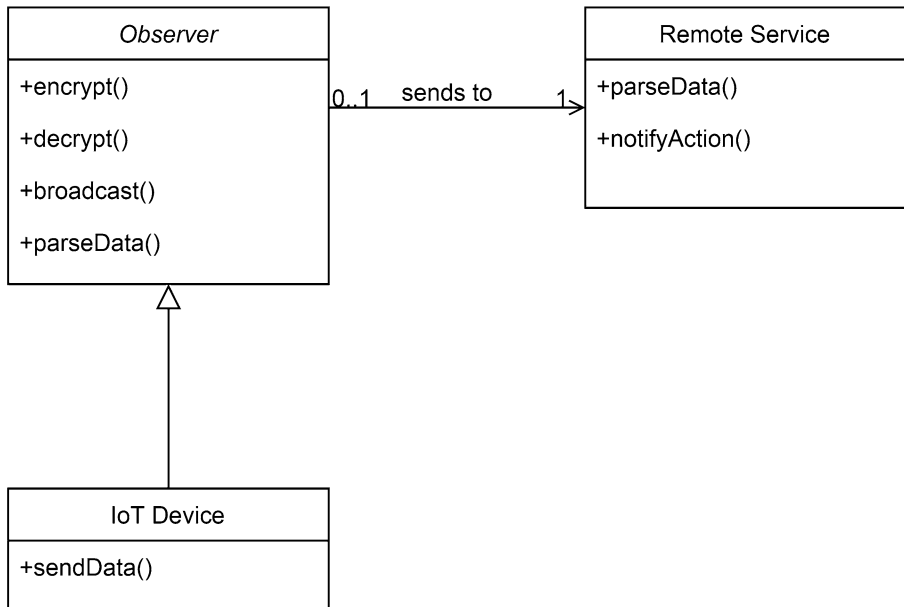 Observer
+encrypt()
+decrypt()
+broadcast()
+parseData()
0..1 sends to 1
Remote Service
+parseData()
+notifyAction()
IoT Device
+sendData()